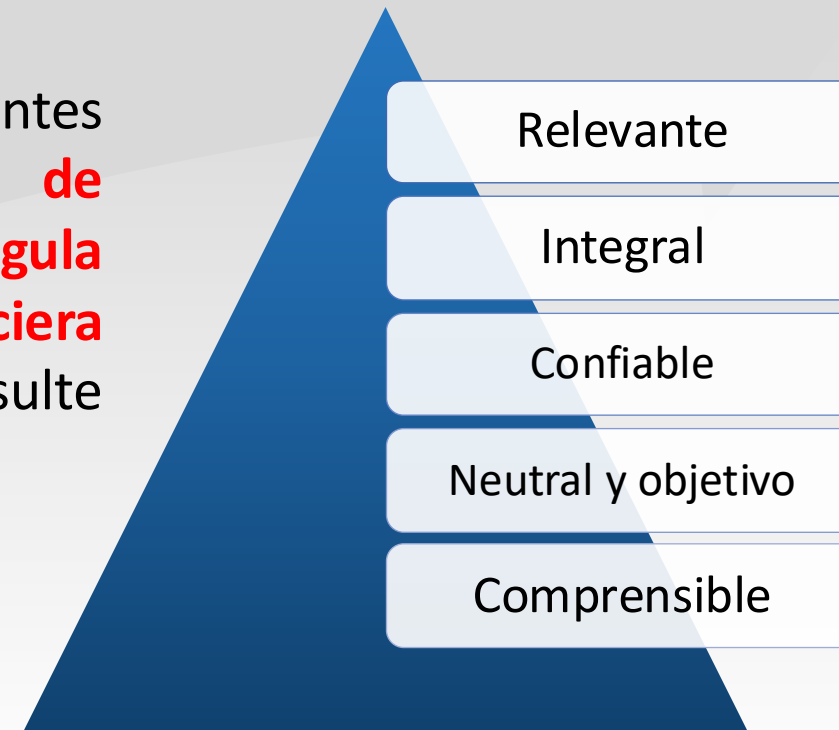 ntes
de
gula
ciera
sulte
Relevante
Integral
Confiable
Neutral y objetivo
Comprensible